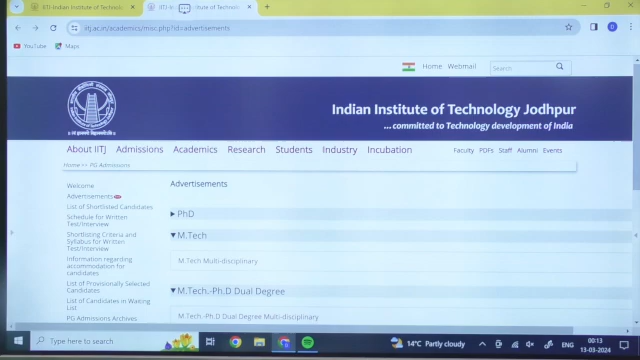 IITJ-Indian Institute of Technolo
IITJ-I
itute of Technolo
iitj.ac.in/academics/misc.php?id=advertisements
YouTube
Maps
Home Webmail
Search
Indian Institute of Technology Jodhpur
...committed to Technology development of India
About IITJ Admissions Academics Research Students Industry Incubation
Faculty PDFs Staff Alumni Events
Home >> PG Admissions
Welcome
Advertisements
List of Shortlisted Candidates
Schedule for Written
Test/Interview
Shortlisting Criteria and
Syllabus for Written
Test/Interview
Information regarding
accommodation for
candidates
List of Provisionally Selected
Candidates
List of Candidates in Waiting
List
PG Admissions Archives
Advertisements
PhD
M.Tech
M.Tech Multi-disciplinary
M.Tech.-Ph.D Dual Degree
M.Tech.-Ph.D Dual Degree Multi-disciplinary
Type here to search
14°C Partly cloudy
ENG
00:13
13-03-2024